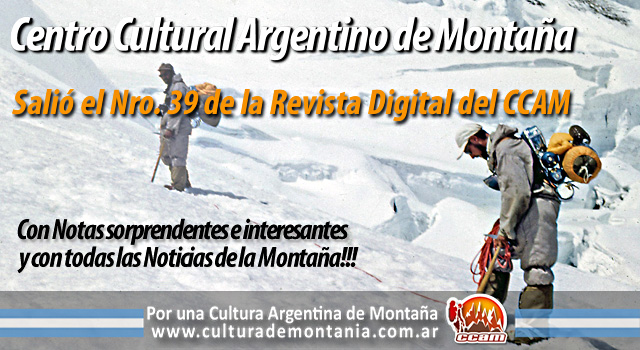 Centro Cultural Argentino de Montaña
Salió el Nro. 39 de la Revista Digital del CCAM
Con Notas sorprendentes e interesantes
y con todas las Noticias de la Montaña!!!
Por una Cultura Argentina de Montaña
www.culturademontania.com.ar
ccam